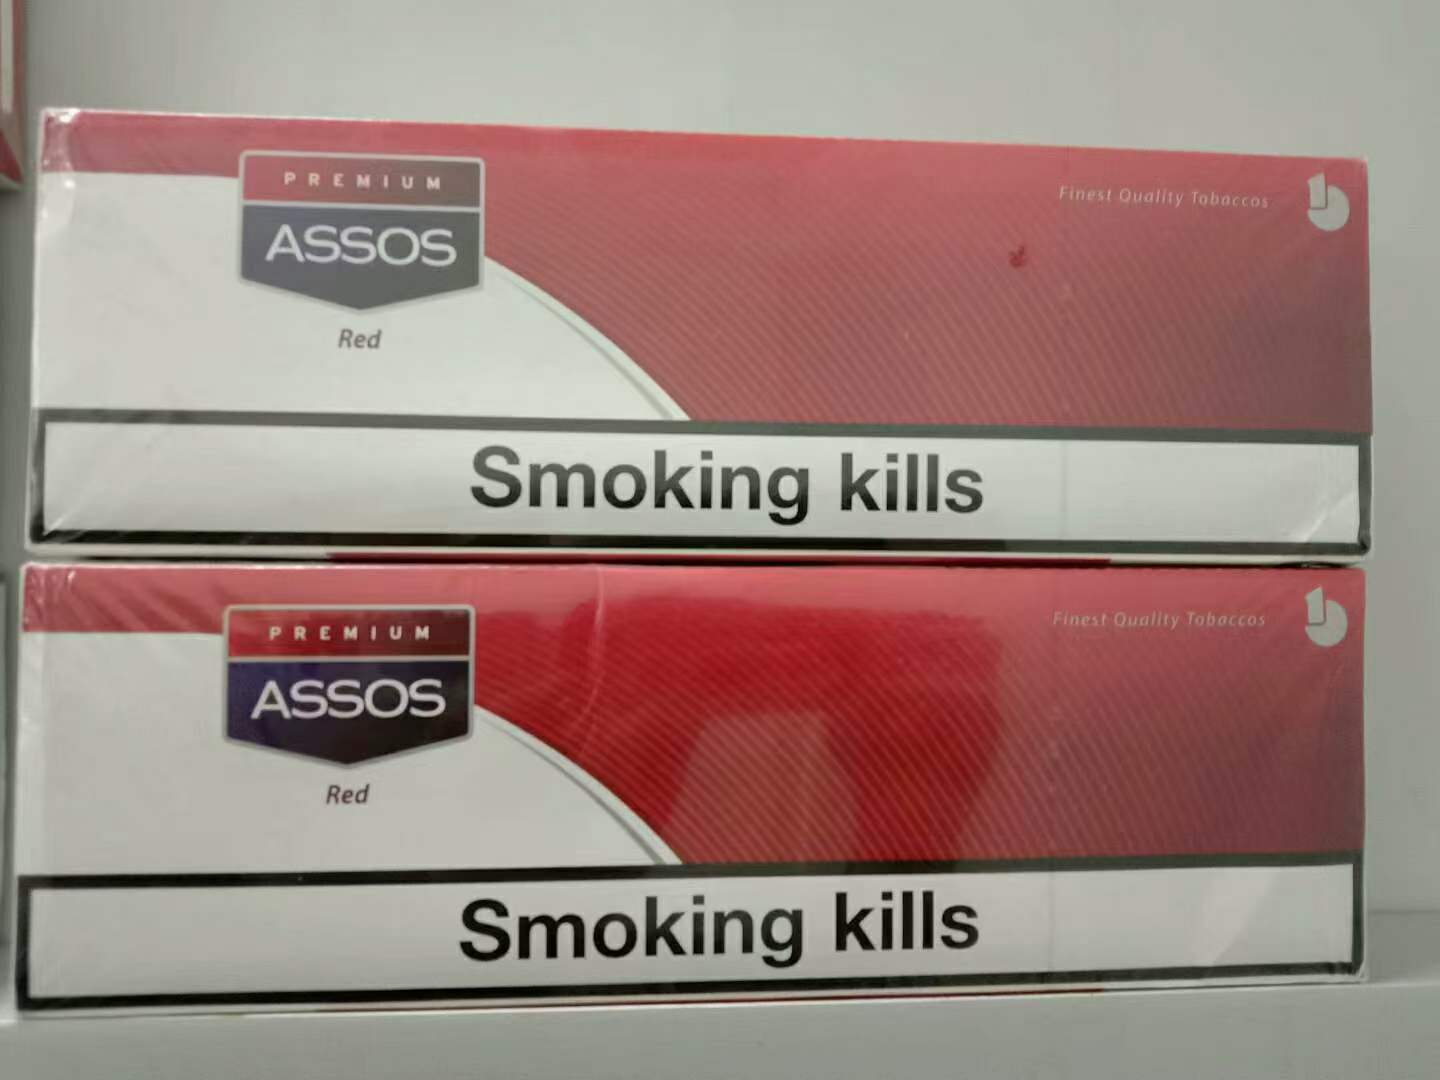 PREMIUM
ASSOS
Red
Finest Quality Tobaccos
Smoking kills
PREMIUM
ASSOS
Red
Finest Quality Tobaccos
Smoking kills